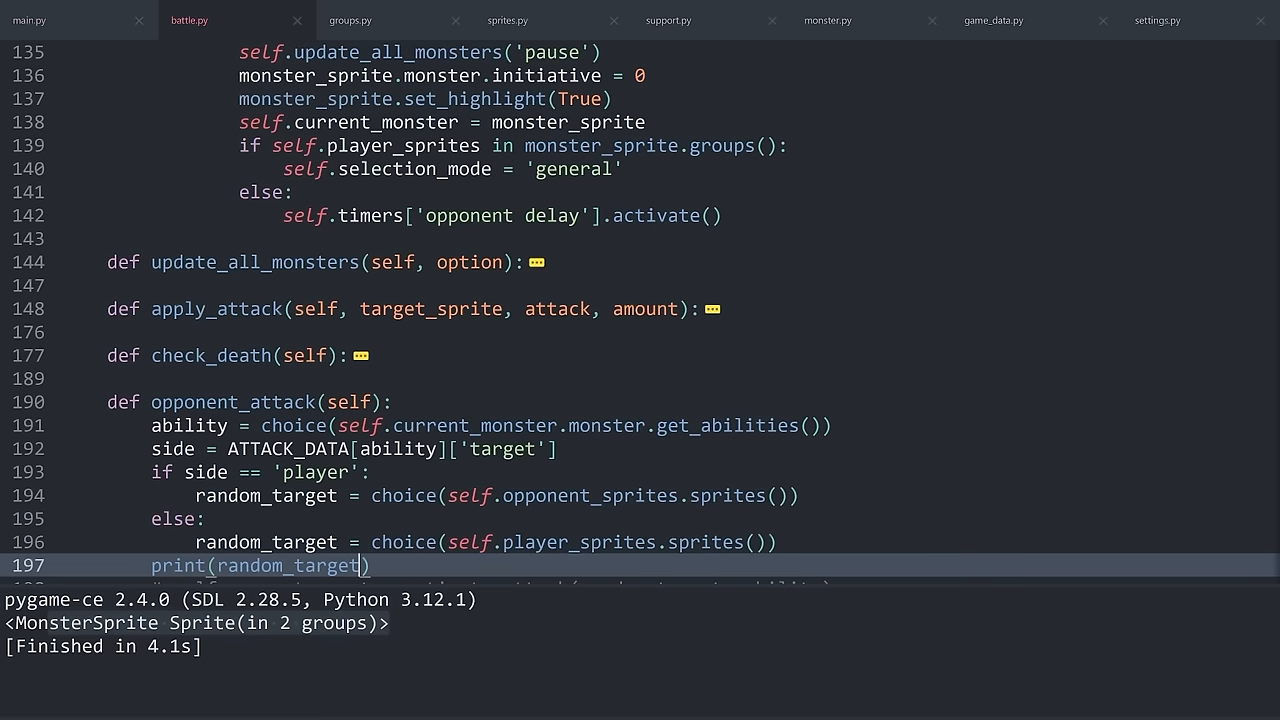 main.py battle.py groups.py sprites.py support.py monster.py game_data.py settings.py
135 self.update_all_monsters('pause')
136 monster_sprite.monster.initiative = 0
137 monster_sprite.set_highlight(True)
138 self.current_monster = monster_sprite
139 if self.player_sprites in monster_sprite.groups():
140 self.selection_mode = 'general'
141 else:
142 self.timers['opponent delay'].activate()
143
144 def update_all_monsters(self, option):
147
148 def apply_attack(self, target_sprite, attack, amount):
176
177 def check_death(self):
189
190 def opponent_attack(self):
191 ability = choice(self.current_monster.monster.get_abilities())
192 side = ATTACK_DATA[ability]['target']
193 if side == 'player':
194 random_target = choice(self.opponent_sprites.sprites())
195 else:
196 random_target = choice(self.player_sprites.sprites())
197 print(random_target)
pygame-ce 2.4.0 (SDL 2.28.5, Python 3.12.1)
<MonsterSprite Sprite(in 2 groups)>
[Finished in 4.1s]